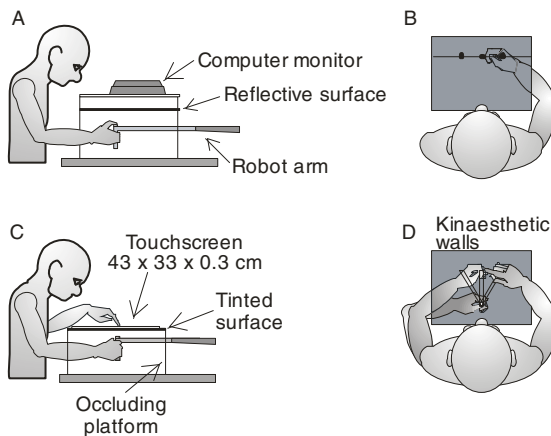 A
Computer monitor
Reflective surface
Robot arm
B
C
Touchscreen
43 x 33 x 0.3 cm
Tinted
surface
Occluding
platform
D
Kinaesthetic
walls